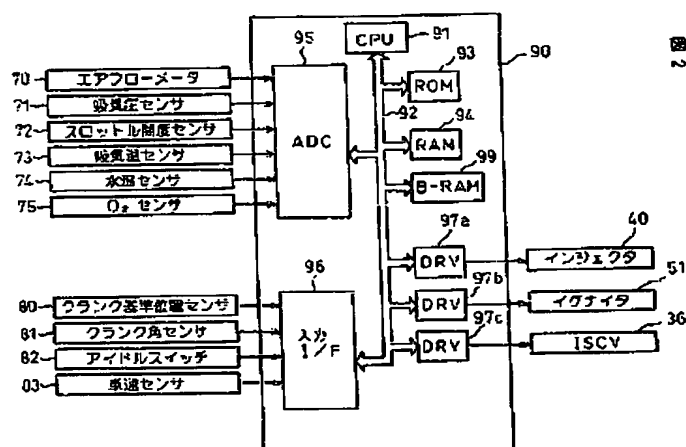 図2
90
95
CPU
91
93
ROM
92
94
RAM
99
B-RAM
ADC
70 エアフローメータ
71 吸気圧センサ
72 スロットル開度センサ
73 吸気温センサ
74 水温センサ
75 O₂ センサ
96
入力
I/F
80 クランク基準位置センサ
81 クランク角センサ
82 アイドルスイッチ
83 車速センサ
97a
DRV
97b
DRV
97c
DRV
40
インジェクタ
51
イグナイタ
36
ISCV